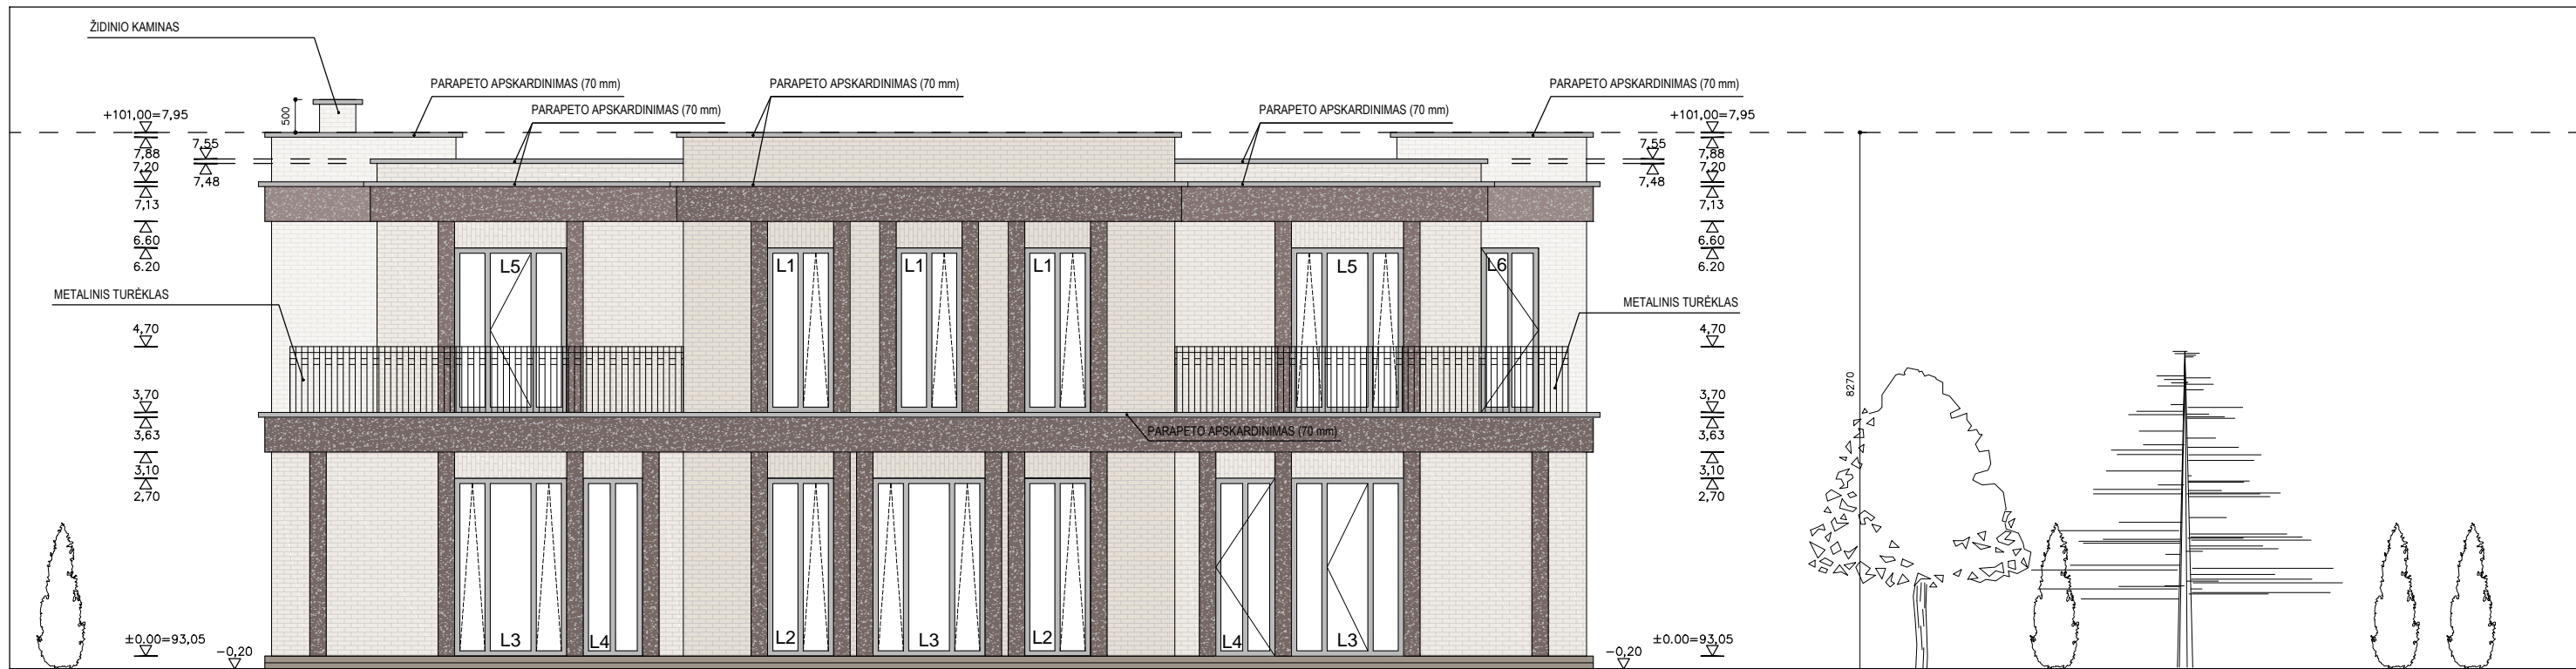 ŽIDINIO KAMINAS
PARAPETO APSKARDINIMAS (70 mm)
PARAPETO APSKARDINIMAS (70 mm)
PARAPETO APSKARDINIMAS (70 mm)
PARAPETO APSKARDINIMAS (70 mm)
PARAPETO APSKARDINIMAS (70 mm)
500
+101,00=7,95
7,88
7,20
7,13
6.60
6.20
7,55
7,48
+101,00=7,95
7,88
7,20
7,13
6.60
6.20
7,55
7,48
L5
L1
L1
L1
L5
L6
METALINIS TURĖKLAS
METALINIS TURĖKLAS
4,70
3,70
3,63
3,10
2,70
4,70
3,70
3,63
3,10
2,70
8270
PARAPETO APSKARDINIMAS (70 mm)
L3
L4
L2
L3
L2
L4
L3
±0.00=93,05
-0,20
±0.00=93,05
-0,20